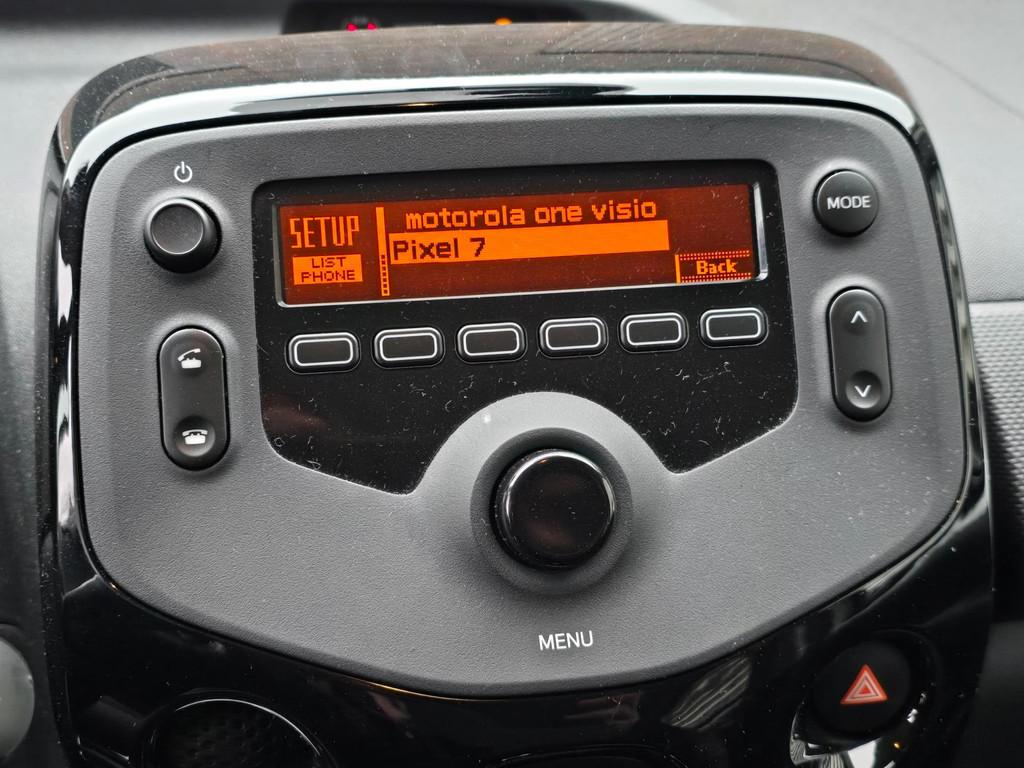 SETUP
LIST
PHONE
motorola one visio
Pixel 7
Back
MODE
MENU